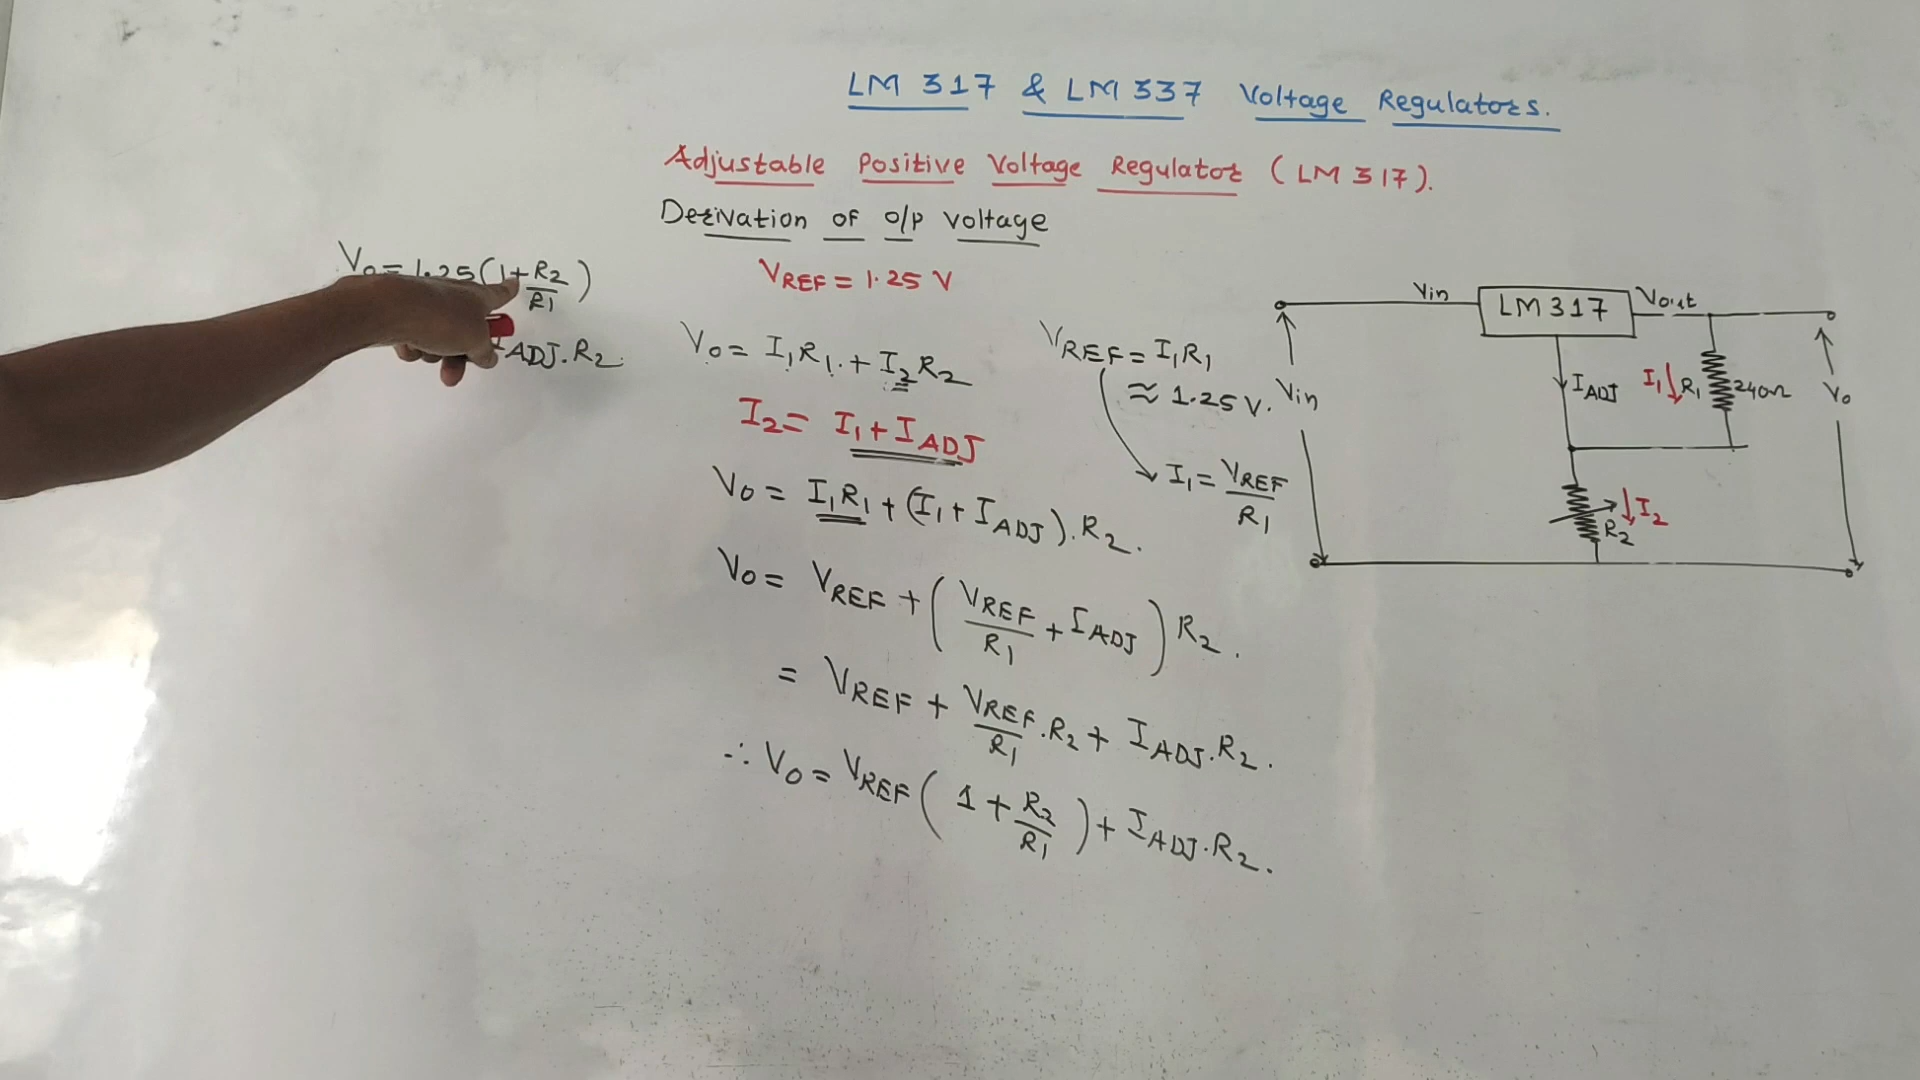 LM 317 & LM 337 Voltage Regulators.
Adjustable Positive Voltage Regulator (LM 317).
Derivation of o/p voltage
VREF = 1.25 V
Vo = 1.25(1+R2/R1)
IADJ.R2.
Vo = I1R1 + I2R2
I2 = I1 + IADJ
Vo = I1R1 + (I1 + IADJ).R2.
Vo = VREF + (VREF/R1 + IADJ) R2.
= VREF + VREF/R1.R2 + IADJ.R2.
∴ Vo = VREF (1 + R2/R1) + IADJ.R2.
VREF = I1R1
≈ 1.25 V.
I1 = VREF/R1
Vin
LM 317
Vout
Vin
IADJ
I1
R1
240Ω
Vo
I2
R2